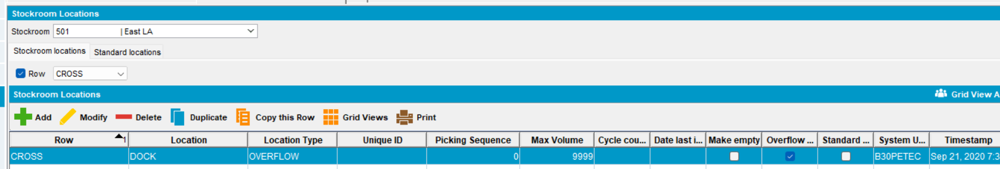 Stockroom Locations
Stockroom 501 | East LA
Stockroom locations Standard locations
Row CROSS
Stockroom Locations Grid View A
Add Modify Delete Duplicate Copy this Row Grid Views Print
Row 1 Location Location Type Unique ID Picking Sequence Max Volume Cycle cou... Date last i... Make empty Overflow ... Standard ... System U... Timestamp
CROSS DOCK OVERFLOW 0 9999 B30PETEC Sep 21, 2020 7:3